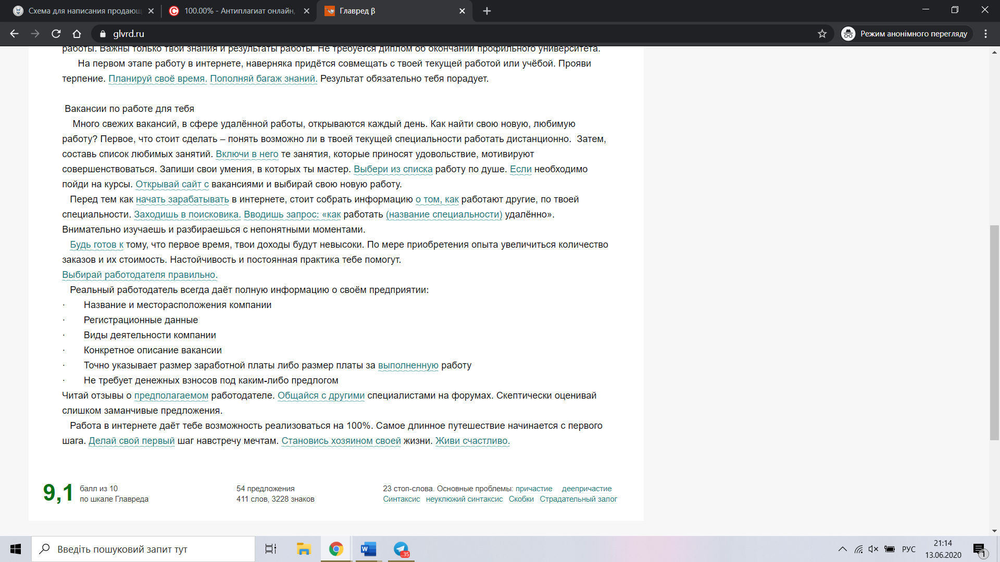 Схема для написания продающ
100.00% - Антиплагиат онлайн,
Главред β
glvrd.ru
Режим анонімного перегляду
работы. Важны только твои знания и результаты работы. Не требуется диплом об окончании профильного университета.
На первом этапе работу в интернете, наверняка придётся совмещать с твоей текущей работой или учёбой. Прояви
терпение. Планируй своё время. Пополняй багаж знаний. Результат обязательно тебя порадует.
Вакансии по работе для тебя
Много свежих вакансий, в сфере удалённой работы, открываются каждый день. Как найти свою новую, любимую
работу? Первое, что стоит сделать – понять возможно ли в твоей текущей специальности работать дистанционно. Затем,
составь список любимых занятий. Включи в него те занятия, которые приносят удовольствие, мотивируют
совершенствоваться. Запиши свои умения, в которых ты мастер. Выбери из списка работу по душе. Если необходимо
пойди на курсы. Открывай сайт с вакансиями и выбирай свою новую работу.
Перед тем как начать зарабатывать в интернете, стоит собрать информацию о том, как работают другие, по твоей
специальности. Заходишь в поисковика. Вводишь запрос: «как работать (название специальности) удалённо».
Внимательно изучаешь и разбираешься с непонятными моментами.
Будь готов к тому, что первое время, твои доходы будут невысоки. По мере приобретения опыта увеличиться количество
заказов и их стоимость. Настойчивость и постоянная практика тебе помогут.
Выбирай работодателя правильно.
Реальный работодатель всегда даёт полную информацию о своём предприятии:
· Название и месторасположения компании
· Регистрационные данные
· Виды деятельности компании
· Конкретное описание вакансии
· Точно указывает размер заработной платы либо размер платы за выполненную работу
· Не требует денежных взносов под каким-либо предлогом
Читай отзывы о предполагаемом работодателе. Общайся с другими специалистами на форумах. Скептически оценивай
слишком заманчивые предложения.
Работа в интернете даёт тебе возможность реализоваться на 100%. Самое длинное путешествие начинается с первого
шага. Делай свой первый шаг навстречу мечтам. Становись хозяином своей жизни. Живи счастливо.
9,1 балл из 10
по шкале Главреда
54 предложения
411 слов, 3228 знаков
23 стоп-слова. Основные проблемы: причастие деепричастие
Синтаксис неуклюжий синтаксис Скобки Страдательный залог
Введіть пошуковий запит тут
..35
РУС
21:14
13.06.2020
1